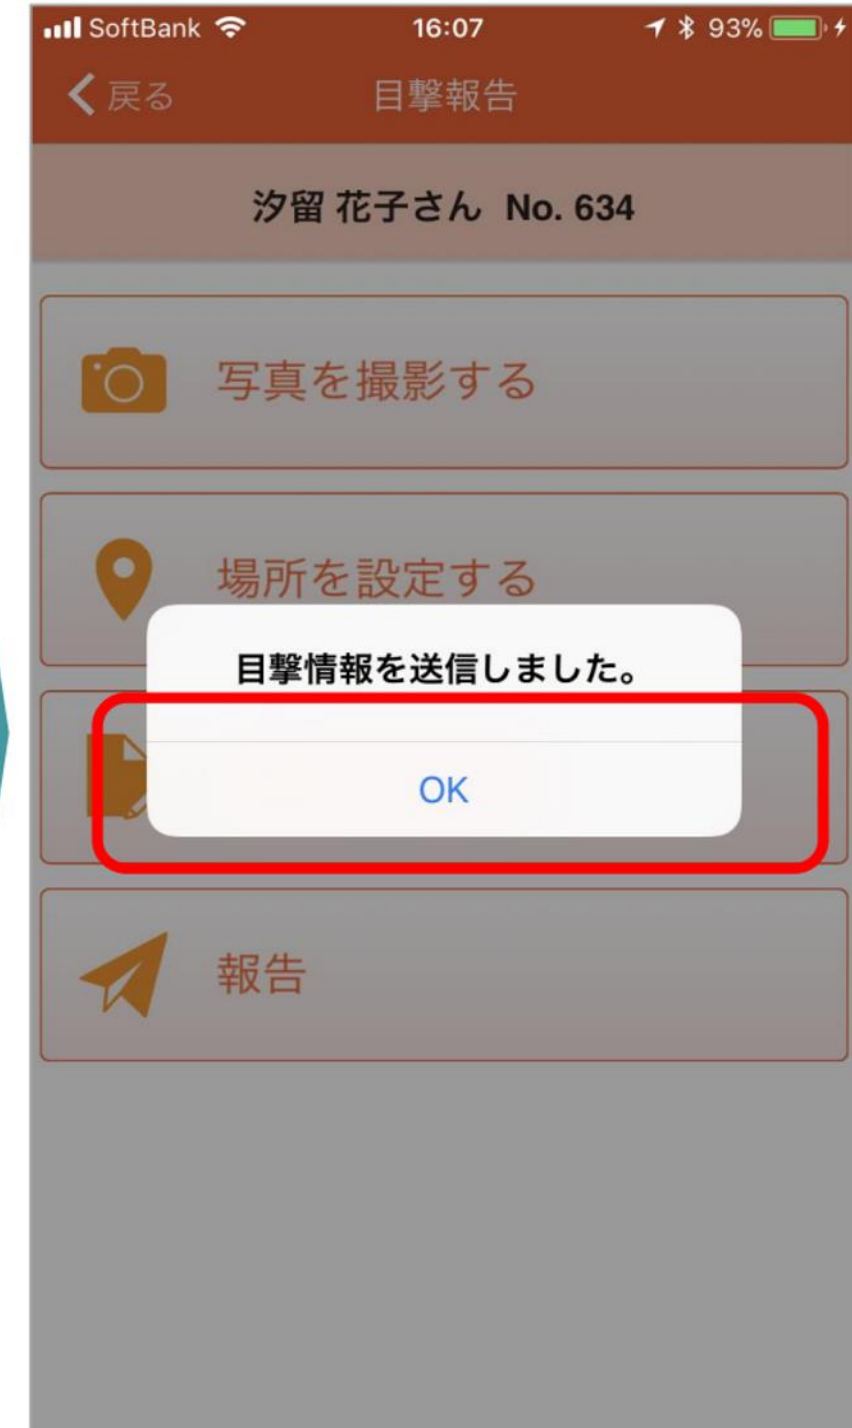 SoftBank 16:07 93%
戻る 目撃報告
汐留 花子さん No. 634
写真を撮影する
場所を設定する
目撃情報を送信しました。
OK
報告